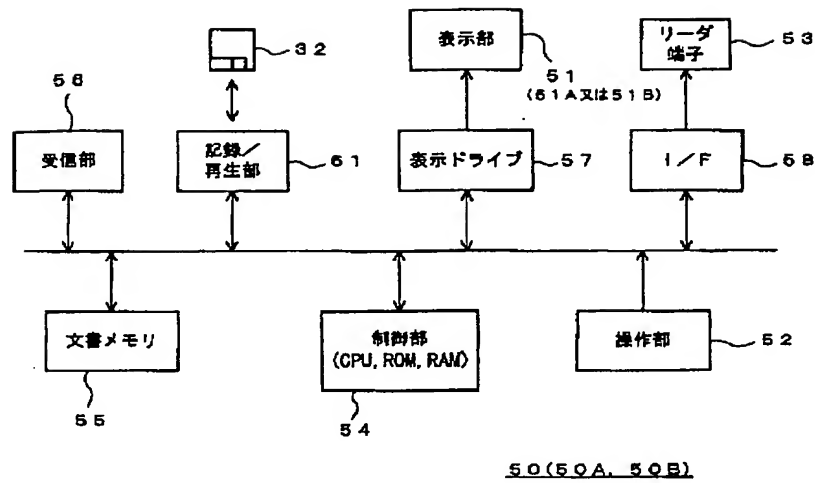 32
表示部
51
(51A又は51B)
リーダ
端子
53
56
受信部
記録/
再生部
61
表示ドライブ
57
I/F
58
文書メモリ
55
制御部
(CPU, ROM, RAM)
54
操作部
52
50(50A, 50B)